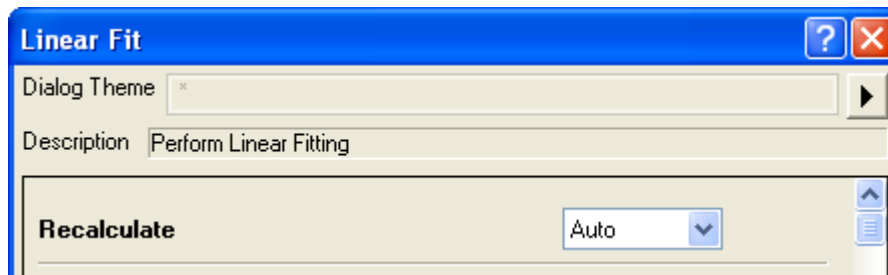 Linear Fit
Dialog Theme *
Description Perform Linear Fitting
Recalculate Auto